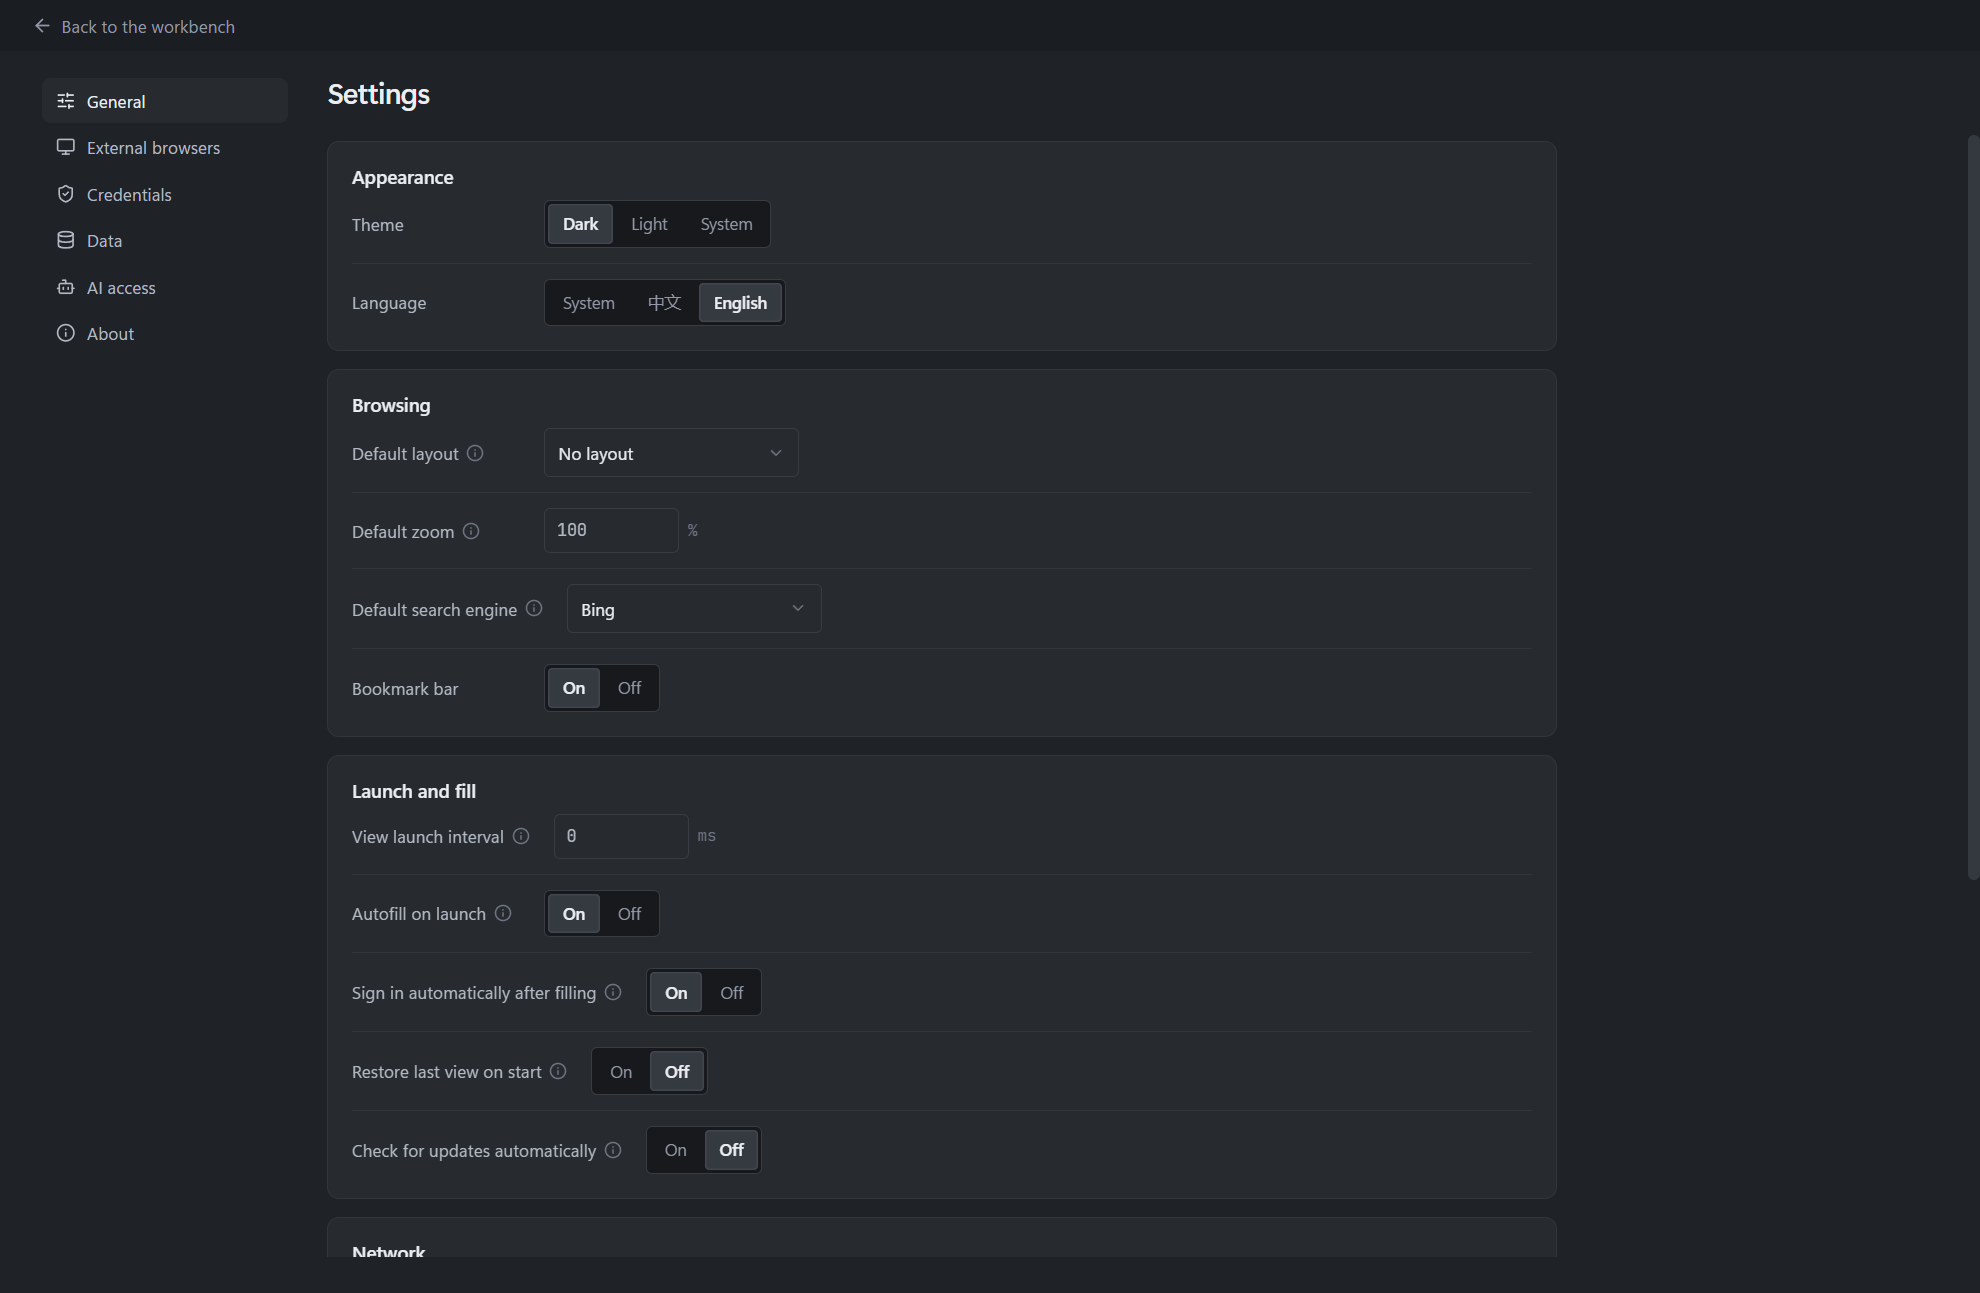 Back to the workbench
General
External browsers
Credentials
Data
AI access
About
Settings
Appearance
Theme Dark Light System
Language System 中文 English
Browsing
Default layout No layout
Default zoom 100 %
Default search engine Bing
Bookmark bar On Off
Launch and fill
View launch interval 0 ms
Autofill on launch On Off
Sign in automatically after filling On Off
Restore last view on start On Off
Check for updates automatically On Off
Network